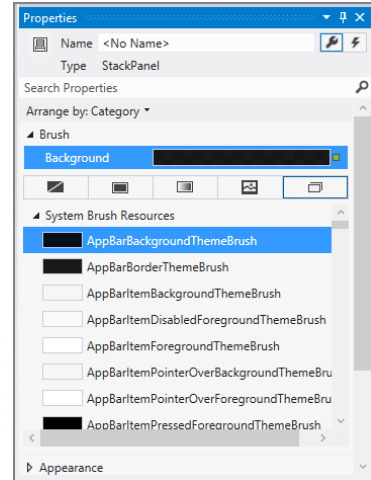 Properties
Name <No Name>
Type StackPanel
Search Properties
Arrange by: Category
Brush
Background
System Brush Resources
AppBarBackgroundThemeBrush
AppBarBorderThemeBrush
AppBarItemBackgroundThemeBrush
AppBarItemDisabledForegroundThemeBrush
AppBarItemForegroundThemeBrush
AppBarItemPointerOverBackgroundThemeBru
AppBarItemPointerOverForegroundThemeBru
AppBarItemPressedForegroundThemeBrush
Appearance